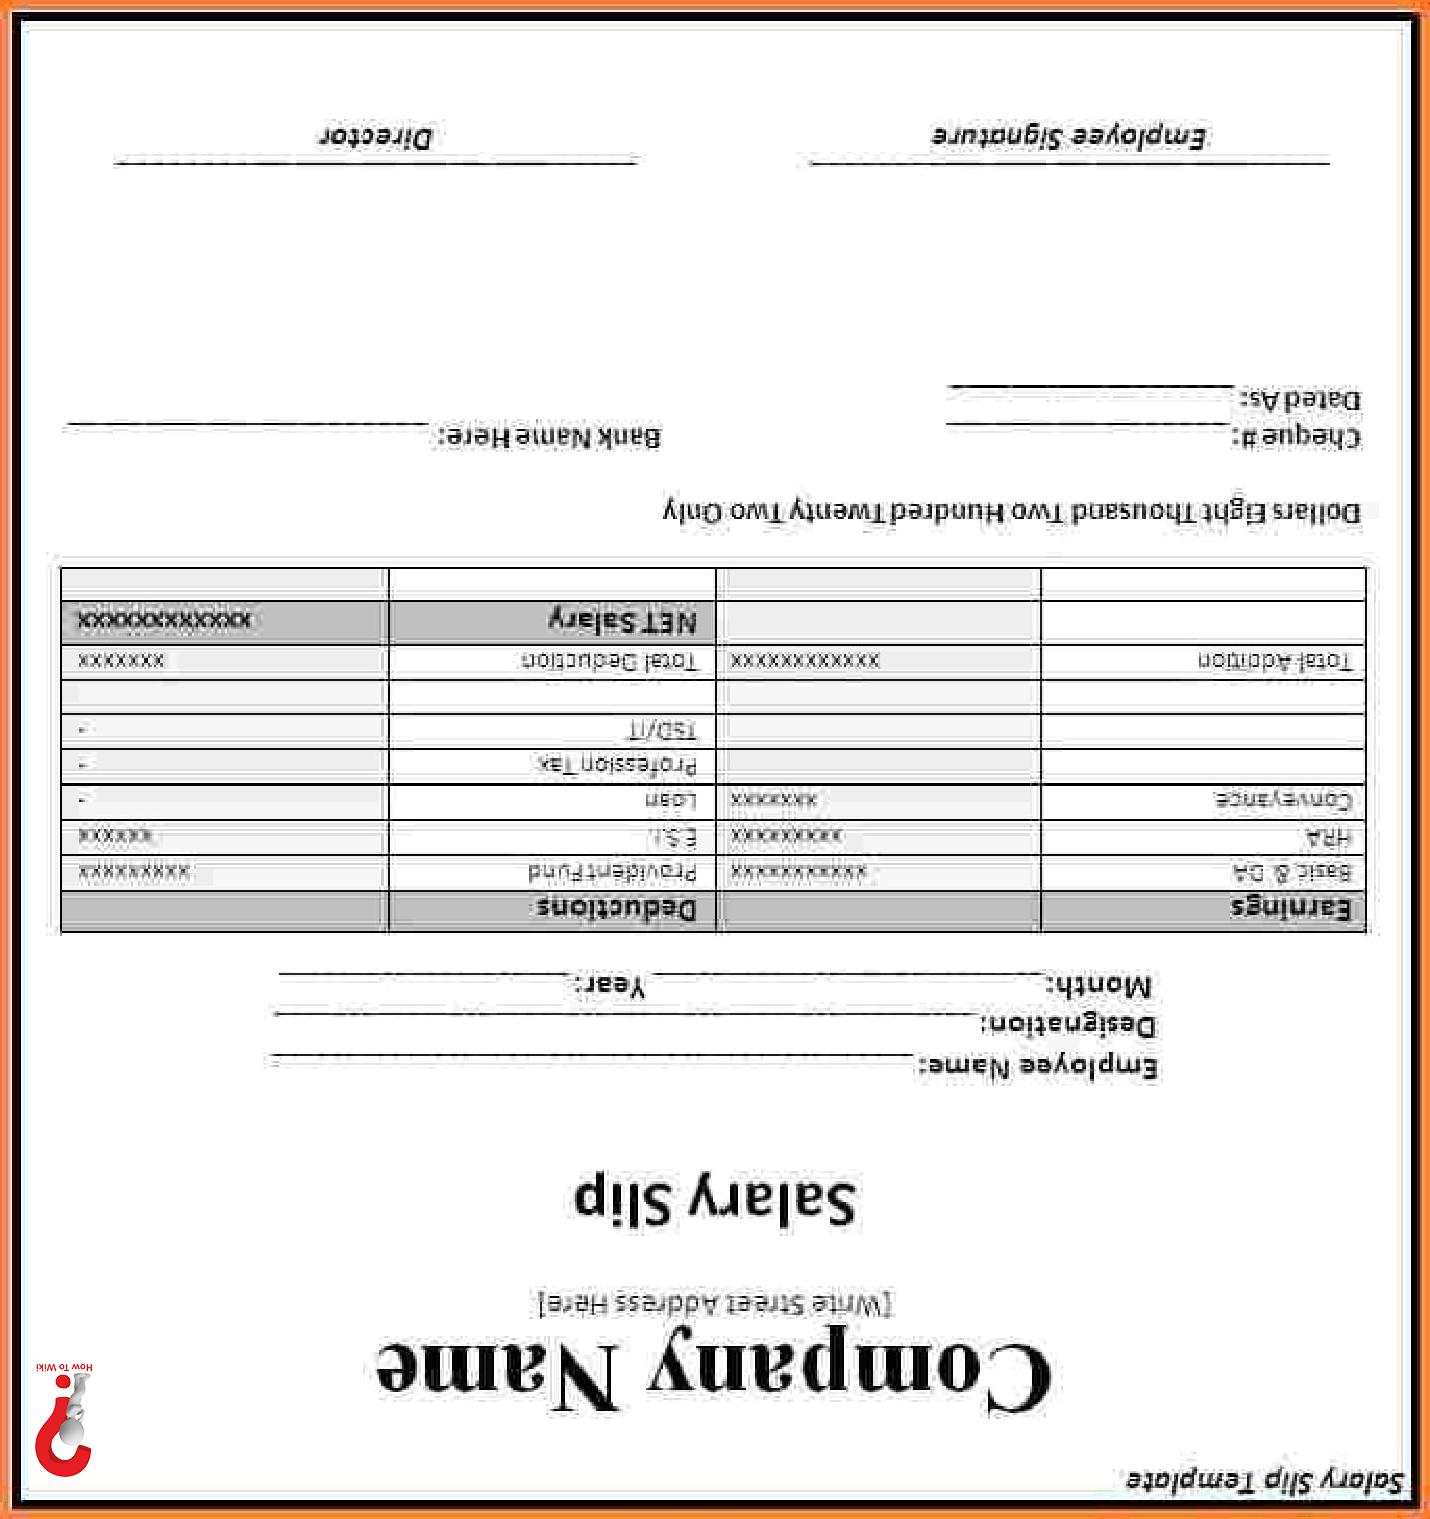 Salary Slip Template
How To Wiki
Company Name
[Write Street Address Here]
Salary Slip
Employee Name:
Designation:
Month: Year:
Earnings Deductions
Basic & DA xxxxxxxxxxx Provident Fund xxxxxxxxx
HRA xxxxxxxxx E.S.I. xxxxxx
Conveyance xxxxxxx Loan -
Profession Tax -
TSD/IT -
Total Addition xxxxxxxxxxxx Total Deduction xxxxxxx
NET Salary xxxxxxxxxxxxx
Dollars Eight Thousand Two Hundred Twenty Two Only
Cheque #: Bank Name Here:
Dated As:
Employee Signature Director